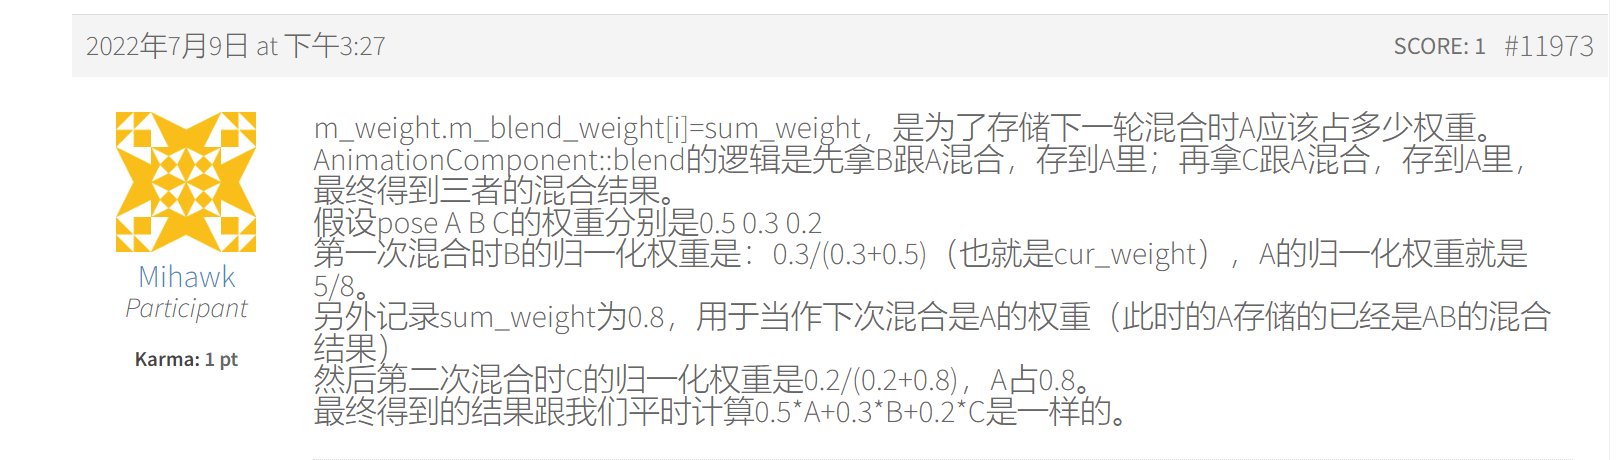 2022年7月9日 at 下午3:27
SCORE: 1 #11973
m_weight.m_blend_weight[i]=sum_weight，是为了存储下一轮混合时A应该占多少权重。
AnimationComponent::blend的逻辑是先拿B跟A混合，存到A里；再拿C跟A混合，存到A里，
最终得到三者的混合结果。
假设pose A B C的权重分别是0.5 0.3 0.2
第一次混合时B的归一化权重是：0.3/(0.3+0.5)（也就是cur_weight），A的归一化权重就是
5/8。
另外记录sum_weight为0.8，用于当作下次混合是A的权重（此时的A存储的已经是AB的混合
结果）
然后第二次混合时C的归一化权重是0.2/(0.2+0.8)，A占0.8。
最终得到的结果跟我们平时计算0.5*A+0.3*B+0.2*C是一样的。
Mihawk
Participant
Karma: 1 pt